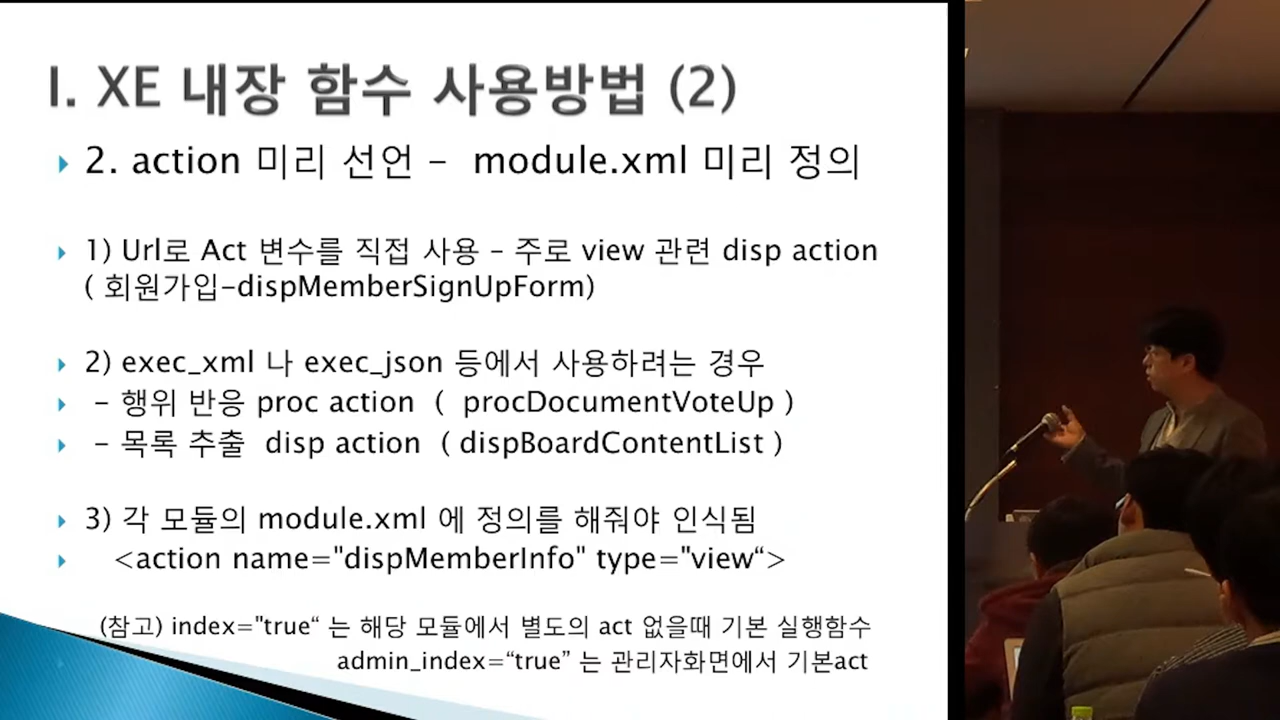 I. XE 내장 함수 사용방법 (2)
2. action 미리 선언 – module.xml 미리 정의
1) Url로 Act 변수를 직접 사용 – 주로 view 관련 disp action
( 회원가입-dispMemberSignUpForm)
2) exec_xml 나 exec_json 등에서 사용하려는 경우
– 행위 반응 proc action ( procDocumentVoteUp )
– 목록 추출 disp action ( dispBoardContentList )
3) 각 모듈의 module.xml 에 정의를 해줘야 인식됨
<action name="dispMemberInfo" type="view“>
(참고) index="true“ 는 해당 모듈에서 별도의 act 없을때 기본 실행함수
admin_index=“true” 는 관리자화면에서 기본act